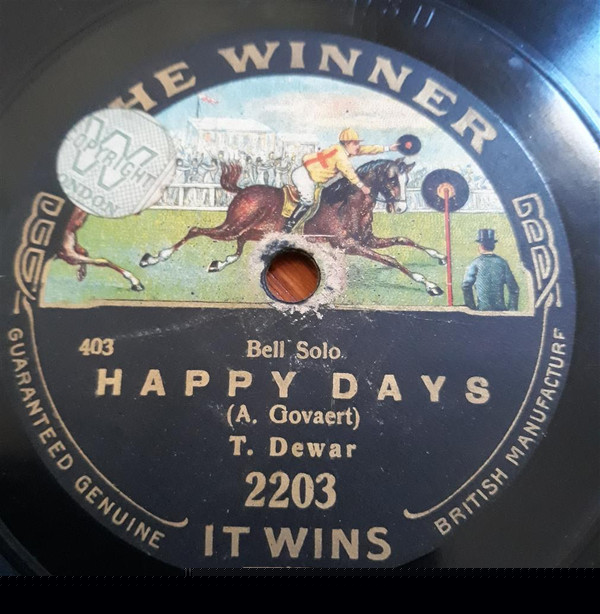 THE WINNER
COPYRIGHT
W
LONDON
403
Bell Solo.
HAPPY DAYS
(A. Govaert)
T. Dewar
2203
IT WINS
GUARANTEED GENUINE
BRITISH MANUFACTURE